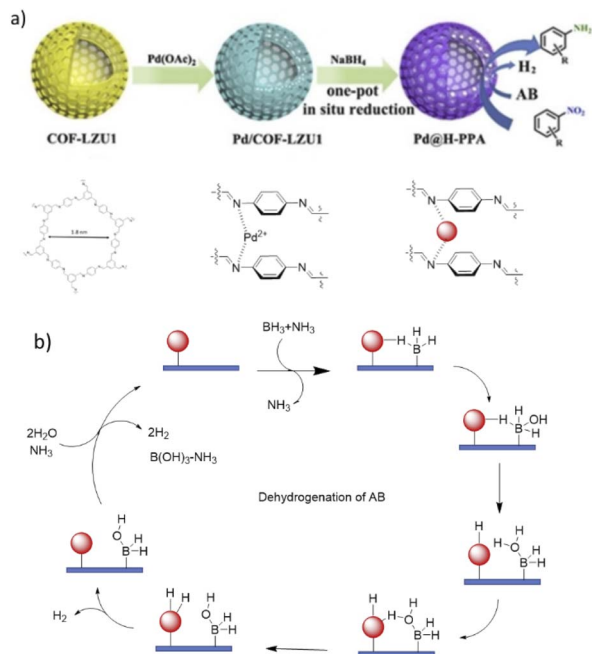 a)
Pd(OAc)₂
NaBH₄
one-pot
in situ reduction
COF-LZU1
Pd/COF-LZU1
Pd@H-PPA
NH₂
R
H₂
AB
NO₂
R
1.8 nm
N
N
Pd²⁺
N
N
N
N
N
N
b)
BH₃+NH₃
NH₃
H
H B H
H
H B OH
H
2H₂O
NH₃
2H₂
B(OH)₃-NH₃
Dehydrogenation of AB
H
O
B H
H
H
H O H
B H
H
H₂
H H
H
O
B H
H
H
H O H
B H
H